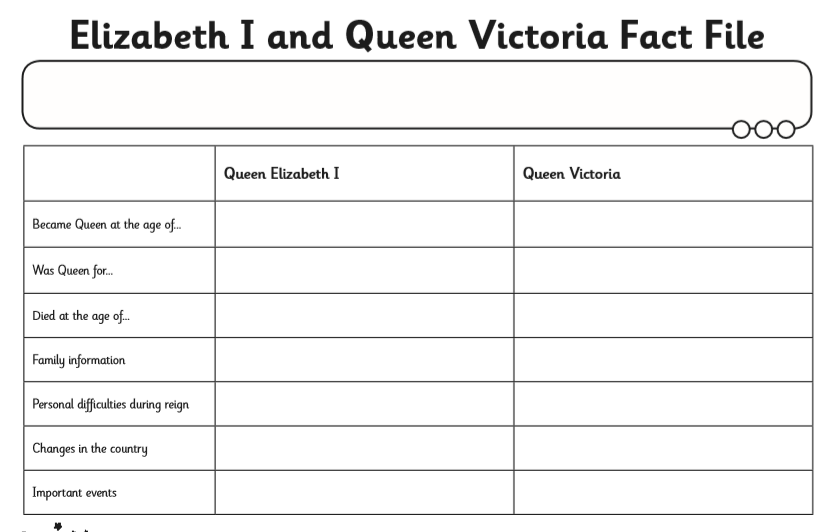 Elizabeth I and Queen Victoria Fact File
Queen Elizabeth I
Queen Victoria
Became Queen at the age of...
Was Queen for...
Died at the age of...
Family information
Personal difficulties during reign
Changes in the country
Important events